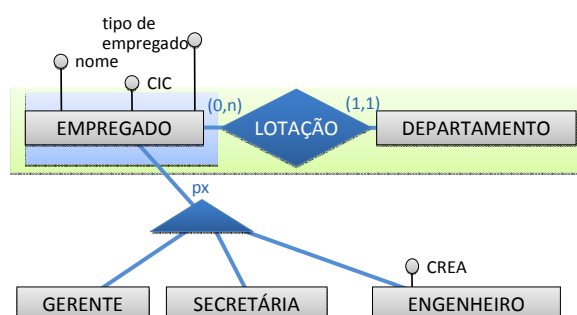 tipo de
empregado
nome
CIC
(0,n)
(1,1)
EMPREGADO
LOTAÇÃO
DEPARTAMENTO
px
CREA
GERENTE
SECRETÁRIA
ENGENHEIRO